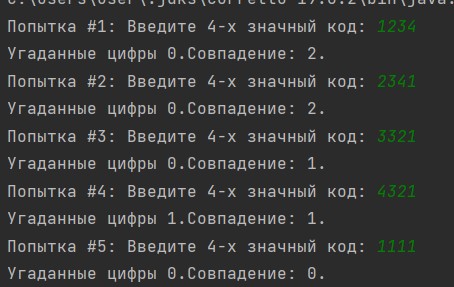 Попытка #1: Введите 4-х значный код: 1234
Угаданные цифры 0.Совпадение: 2.
Попытка #2: Введите 4-х значный код: 2341
Угаданные цифры 0.Совпадение: 2.
Попытка #3: Введите 4-х значный код: 3321
Угаданные цифры 0.Совпадение: 1.
Попытка #4: Введите 4-х значный код: 4321
Угаданные цифры 1.Совпадение: 1.
Попытка #5: Введите 4-х значный код: 1111
Угаданные цифры 0.Совпадение: 0.